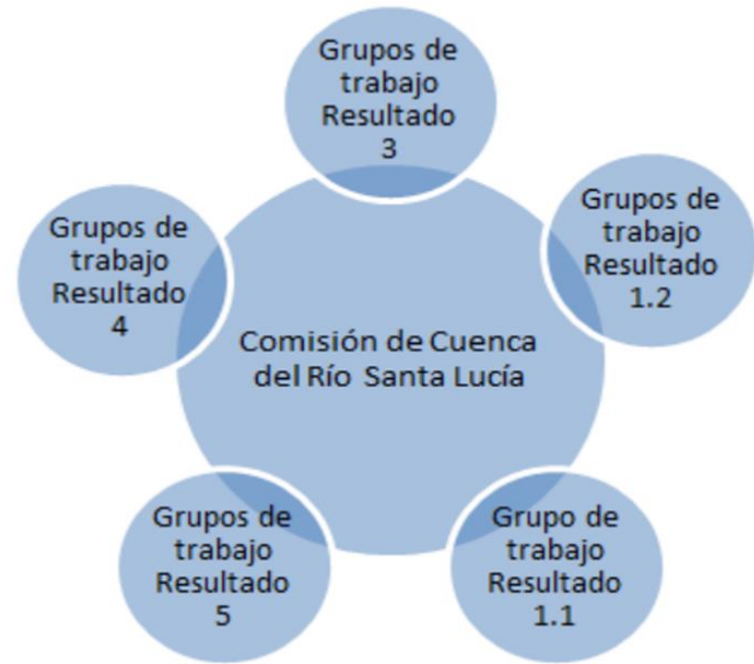 Grupos de
trabajo
Resultado
3
Grupos de
trabajo
Resultado
1.2
Grupos de
trabajo
Resultado
4
Comisión de Cuenca
del Río Santa Lucía
Grupos de
trabajo
Resultado
5
Grupo de
trabajo
Resultado
1.1